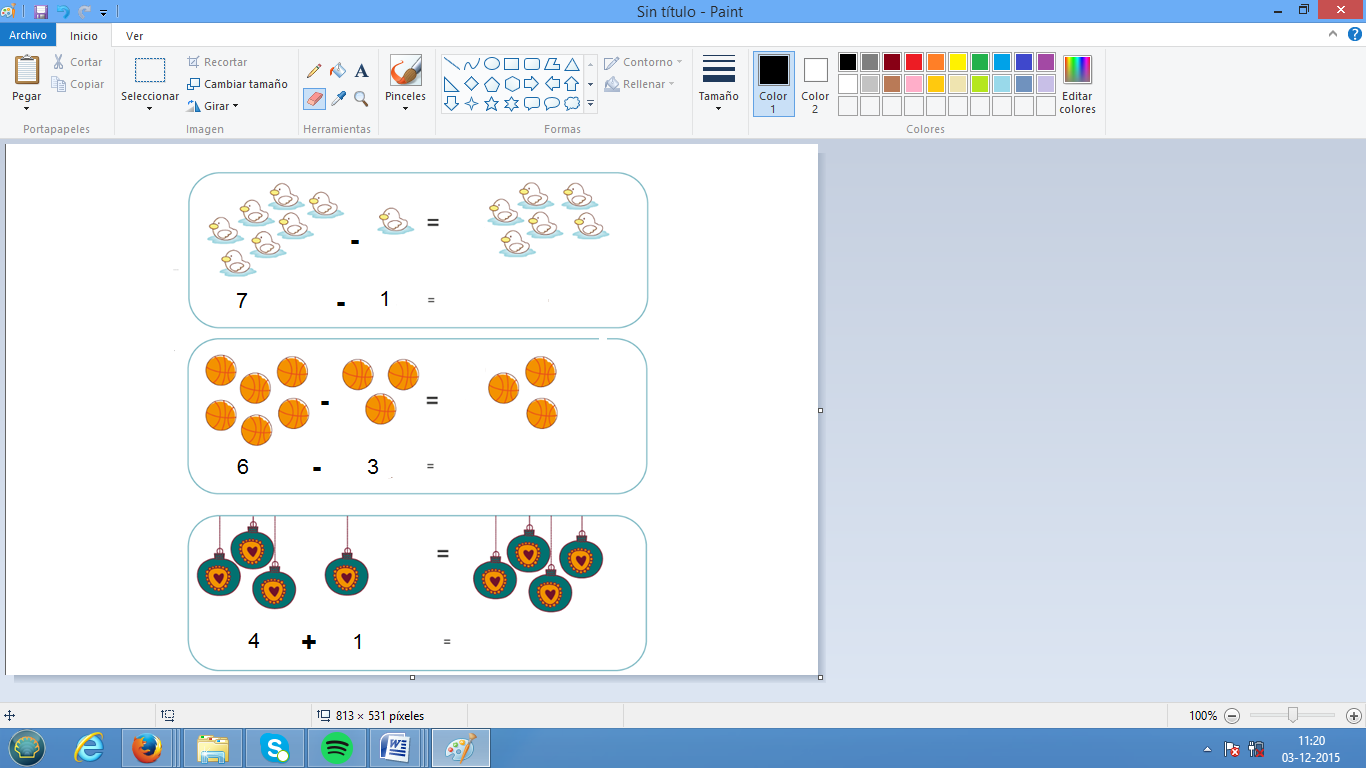 Sin título - Paint
Archivo Inicio Ver
Pegar
Cortar
Copiar
Portapapeles
Seleccionar
Recortar
Cambiar tamaño
Girar
Imagen
A
Herramientas
Pinceles
Contorno
Rellenar
Formas
Tamaño
Color 1
Color 2
Editar colores
Colores
- =
7 - 1 =
- =
6 - 3 =
=
4 + 1 =
813 × 531 píxeles
100%
11:20
03-12-2015